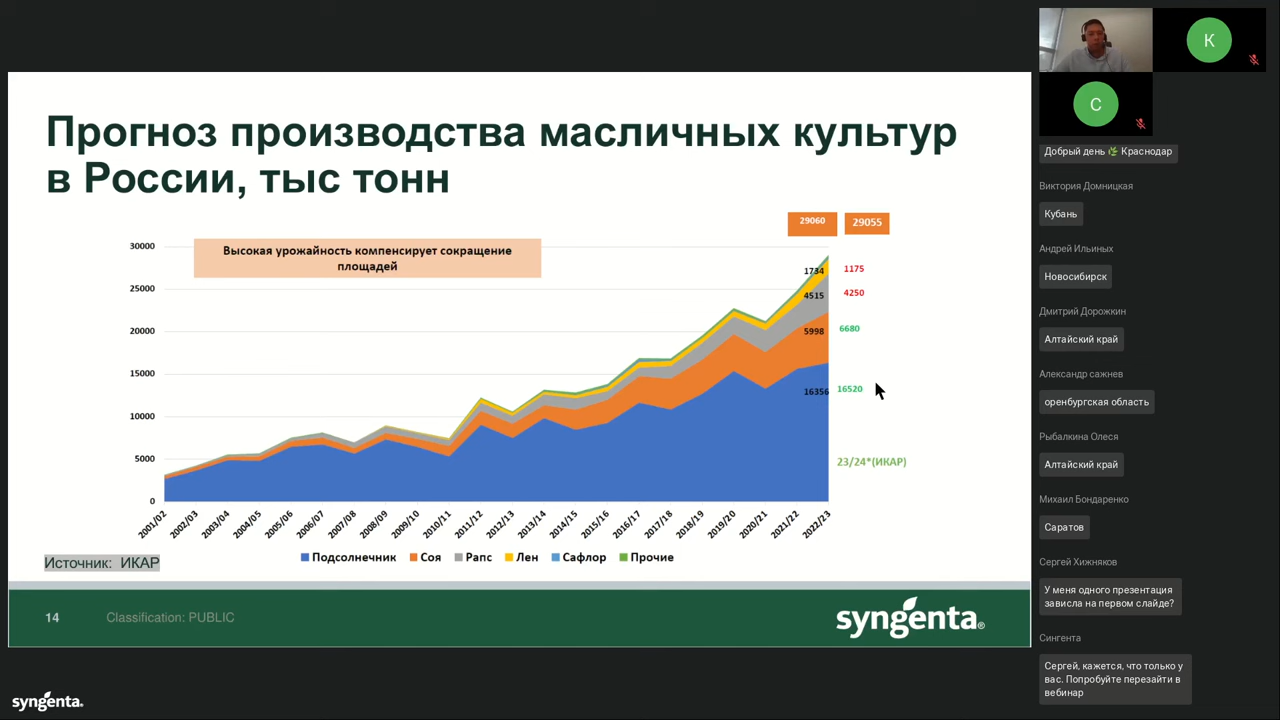 Прогноз производства масличных культур
в России, тыс тонн
29060
29055
Высокая урожайность компенсирует сокращение
площадей
30000
25000
20000
15000
10000
5000
0
1734
4515
5998
16356
1175
4250
6680
16520
23/24*(ИКАР)
2001/02
2002/03
2003/04
2004/05
2005/06
2006/07
2007/08
2008/09
2009/10
2010/11
2011/12
2012/13
2013/14
2014/15
2015/16
2016/17
2017/18
2018/19
2019/20
2020/21
2021/22
2022/23
Подсолнечник Соя Рапс Лен Сафлор Прочие
Источник: ИКАР
14
Classification: PUBLIC
syngenta®
syngenta.
К
С
Добрый день 🌿 Краснодар
Виктория Домницкая
Кубань
Андрей Ильиных
Новосибирск
Дмитрий Дорожкин
Алтайский край
Александр сажнев
оренбургская область
Рыбалкина Олеся
Алтайский край
Михаил Бондаренко
Саратов
Сергей Хижняков
У меня одного презентация
зависла на первом слайде?
Сингента
Сергей, кажется, что только у
вас. Попробуйте перезайти в
вебинар